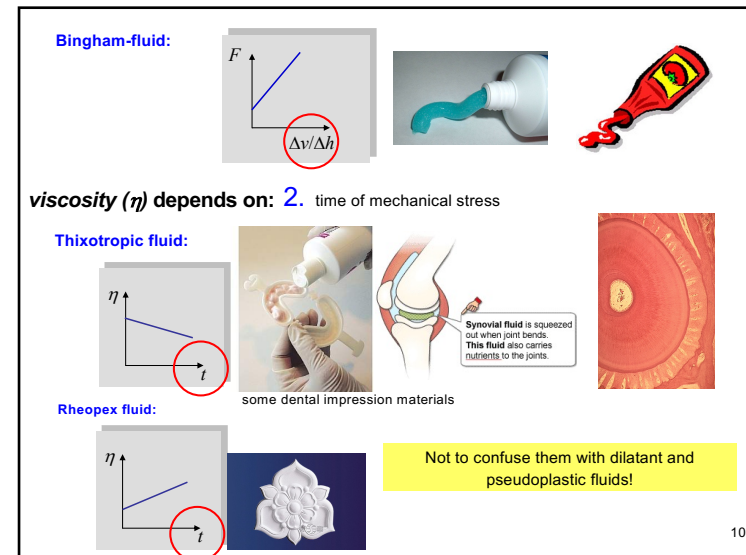 Bingham-fluid:
F
Δv/Δh
viscosity (η) depends on: 2. time of mechanical stress
Thixotropic fluid:
η
t
Synovial fluid is squeezed
out when joint bends.
This fluid also carries
nutrients to the joints.
some dental impression materials
Rheopex fluid:
η
t
Not to confuse them with dilatant and
pseudoplastic fluids!
10